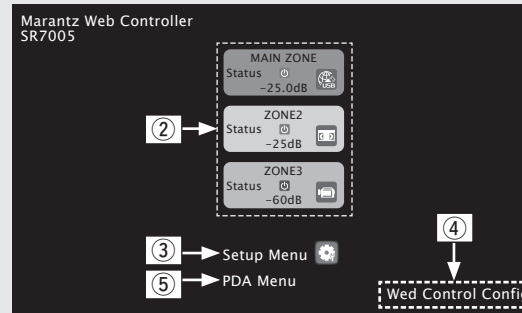 Marantz Web Controller
SR7005
MAIN ZONE
Status
USB
-25.0dB
② ZONE2
Status
-25dB
ZONE3
Status
-60dB
④
③ Setup Menu
⑤ PDA Menu
Wed Control Confi